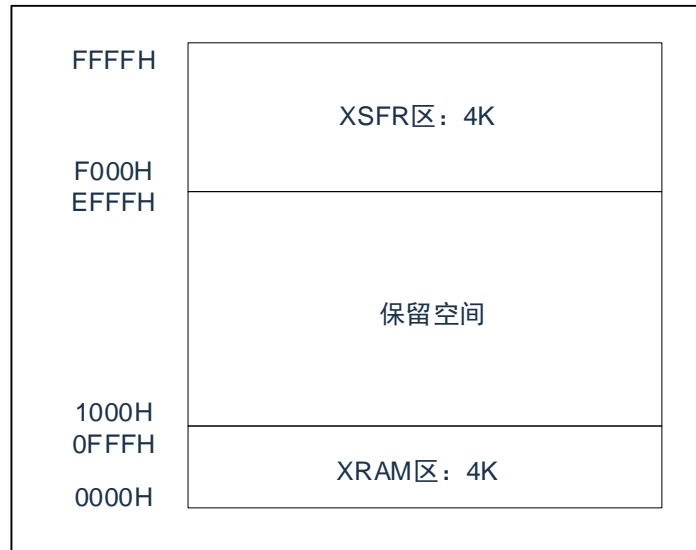 FFFFH
XSFR区：4K
F000H
EFFFH
保留空间
1000H
0FFFH
XRAM区：4K
0000H